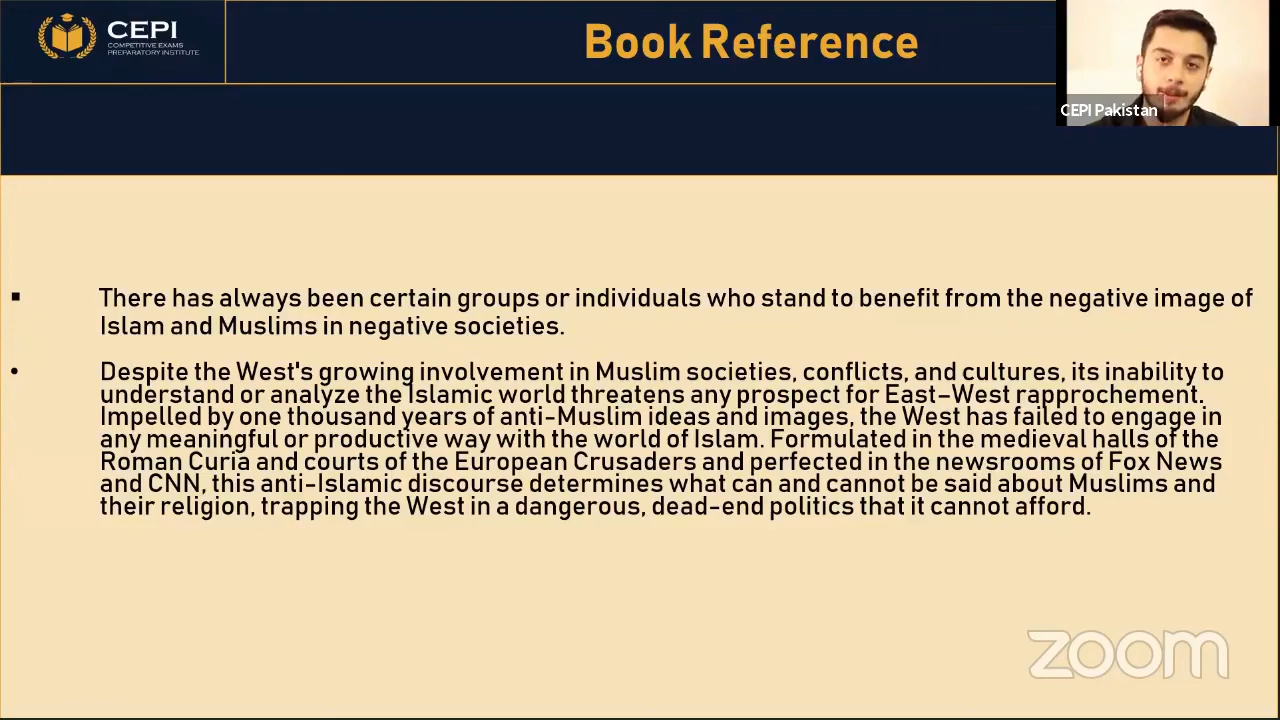 CEPI
COMPETITIVE EXAMS
PREPARATORY INSTITUTE
Book Reference
CEPI Pakistan
▪ There has always been certain groups or individuals who stand to benefit from the negative image of
Islam and Muslims in negative societies.
• Despite the West's growing involvement in Muslim societies, conflicts, and cultures, its inability to
understand or analyze the Islamic world threatens any prospect for East–West rapprochement.
Impelled by one thousand years of anti-Muslim ideas and images, the West has failed to engage in
any meaningful or productive way with the world of Islam. Formulated in the medieval halls of the
Roman Curia and courts of the European Crusaders and perfected in the newsrooms of Fox News
and CNN, this anti-Islamic discourse determines what can and cannot be said about Muslims and
their religion, trapping the West in a dangerous, dead-end politics that it cannot afford.
zoom